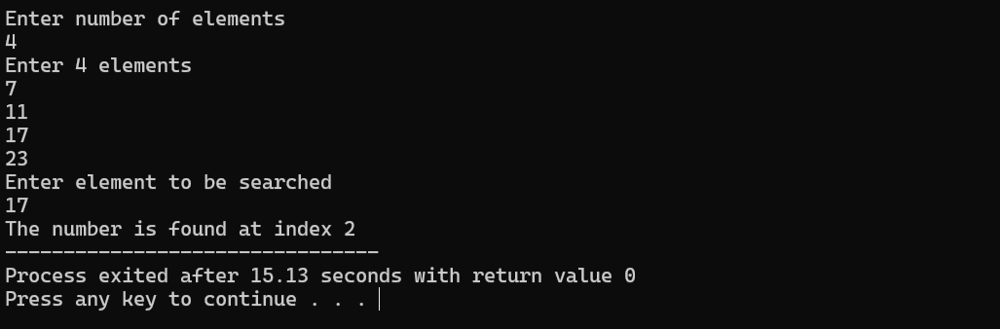 Enter number of elements
4
Enter 4 elements
7
11
17
23
Enter element to be searched
17
The number is found at index 2
--------------------------------
Process exited after 15.13 seconds with return value 0
Press any key to continue . . .